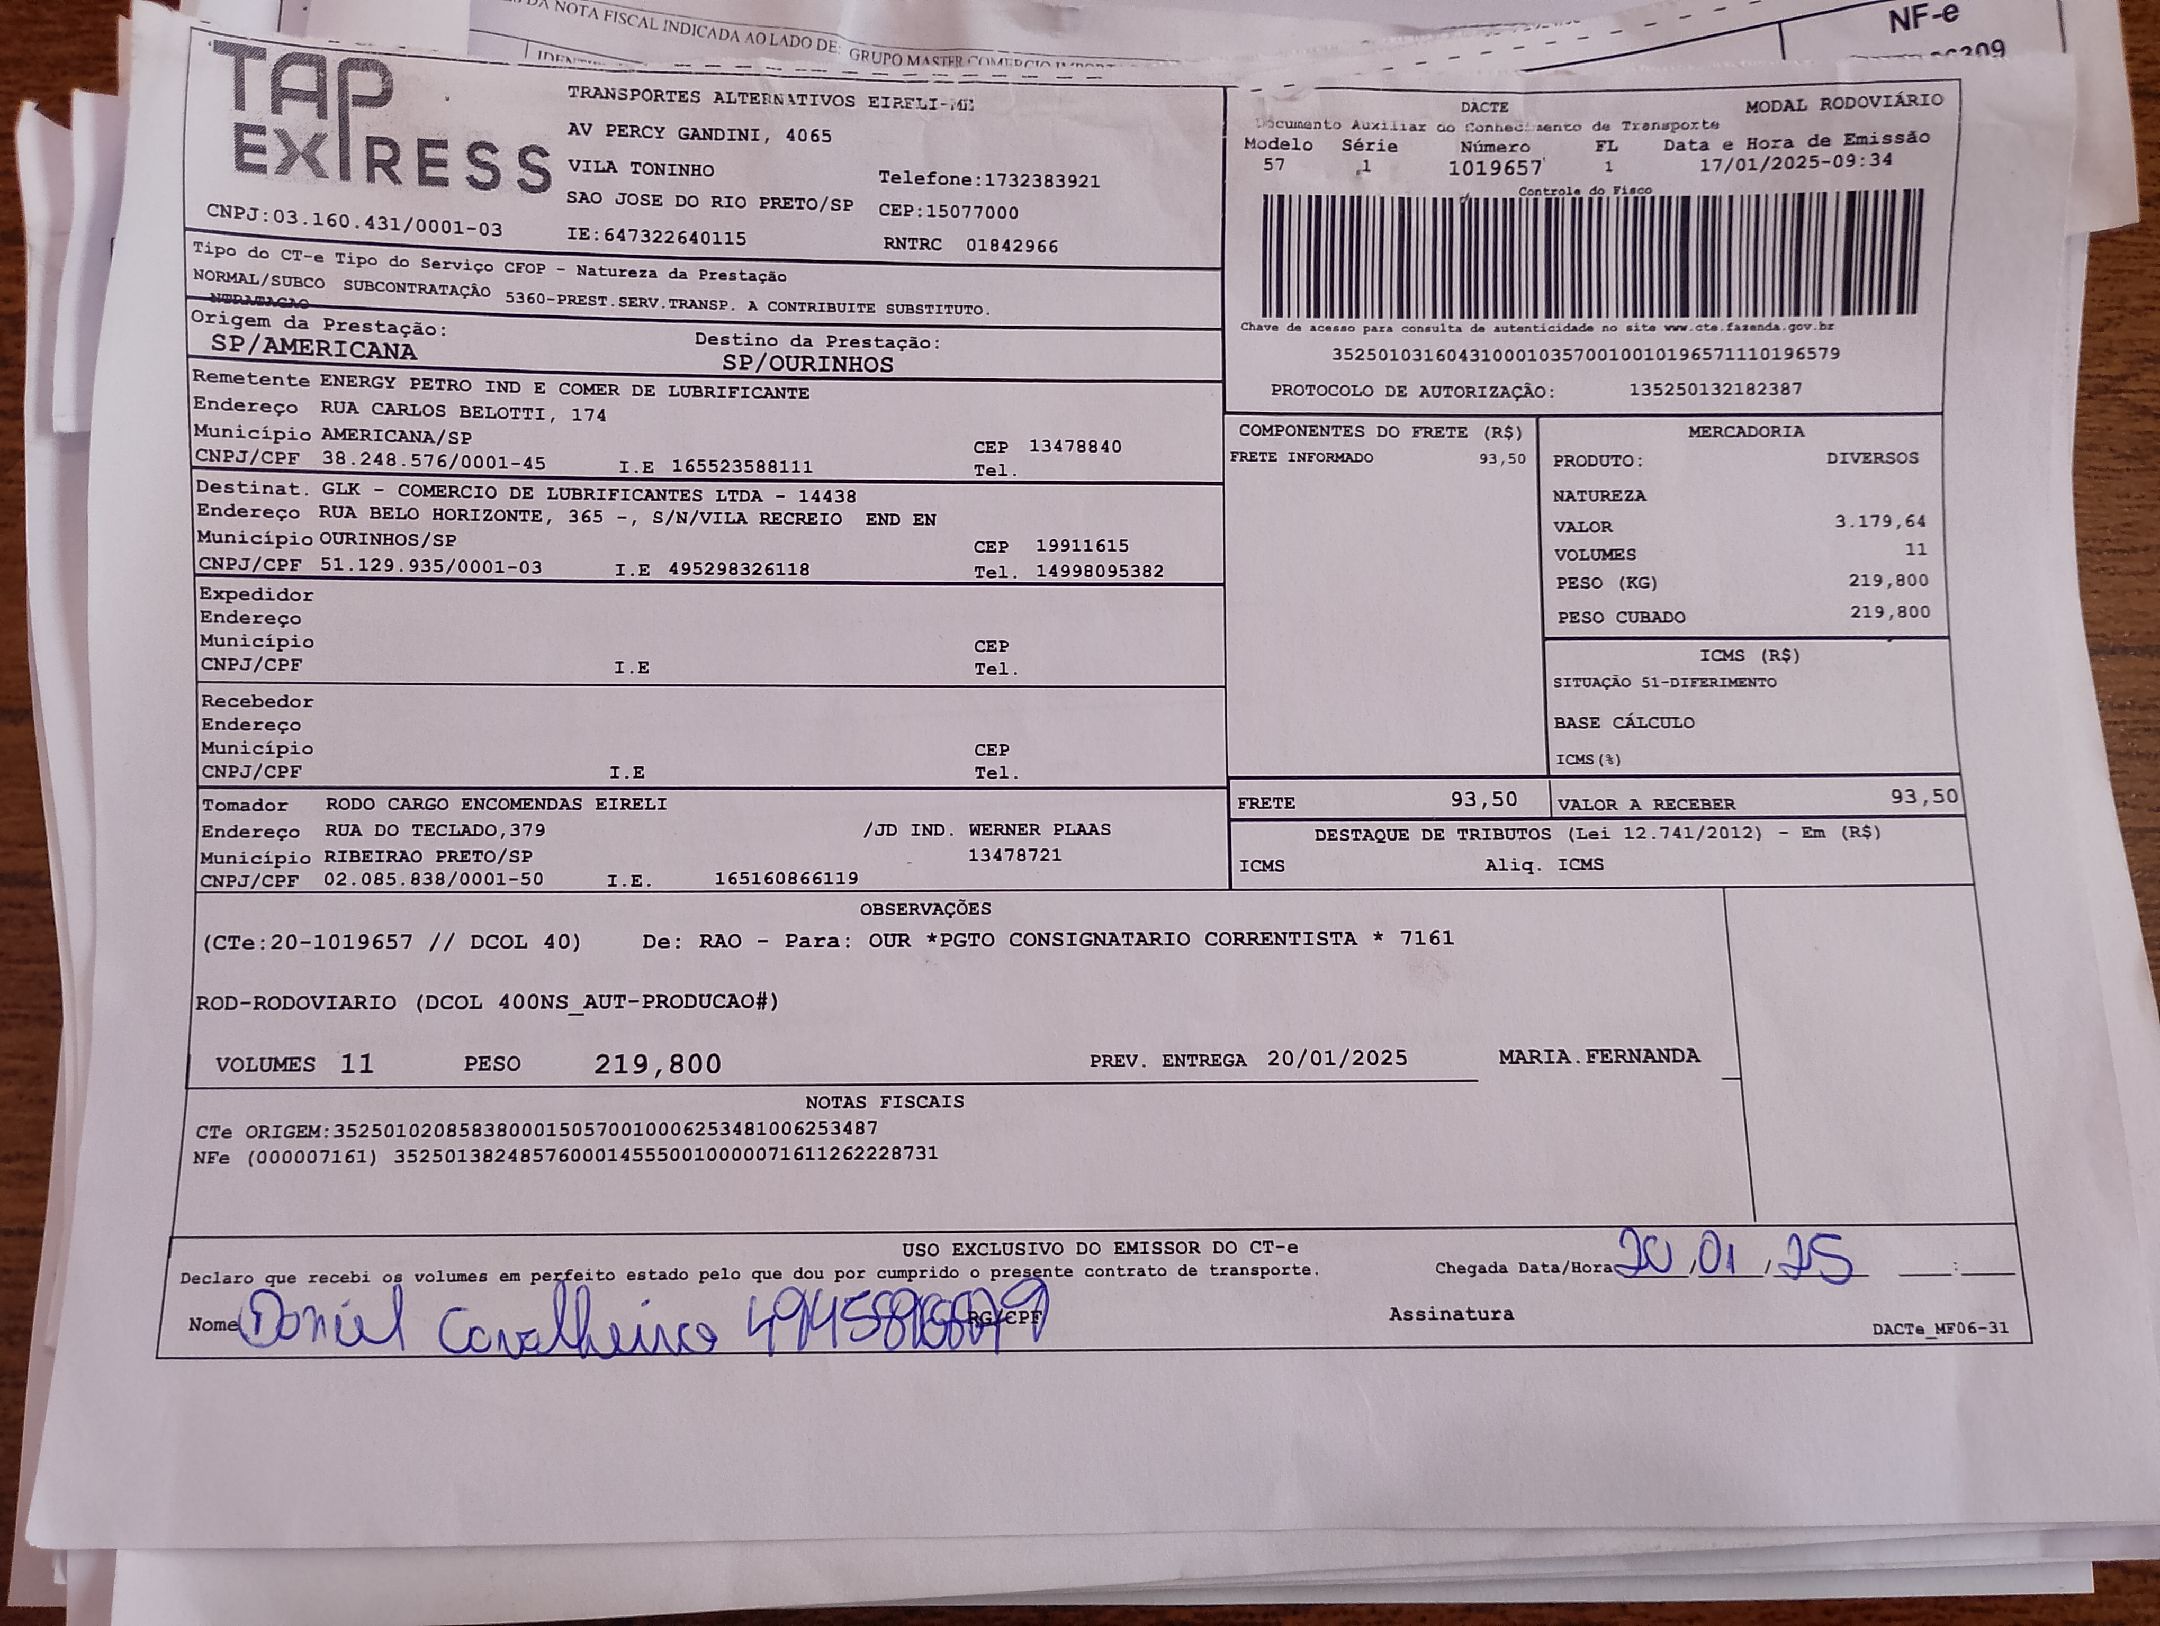 DA NOTA FISCAL INDICADA AO LADO DE: GRUPO MASTER COMERCIO
NF-e
TAP
EXPRESS
CNPJ:03.160.431/0001-03
TRANSPORTES ALTERNATIVOS EIRELI-ME
AV PERCY GANDINI, 4065
VILA TONINHO
Telefone:1732383921
SAO JOSE DO RIO PRETO/SP CEP:15077000
IE:647322640115 RNTRC 01842966
DACTE MODAL RODOVIÁRIO
Documento Auxiliar do Conhecimento de Transporte
Modelo Série Número FL Data e Hora de Emissão
57 1 1019657 1 17/01/2025-09:34
Controle do Fisco
Chave de acesso para consulta de autenticidade no site www.cte.fazenda.gov.br
35250103160431000103570010010196571110196579
PROTOCOLO DE AUTORIZAÇÃO: 135250132182387
Tipo do CT-e Tipo do Serviço CFOP - Natureza da Prestação
NORMAL/SUBCO SUBCONTRATAÇÃO 5360-PREST.SERV.TRANSP. A CONTRIBUITE SUBSTITUTO.
NTRATACAO
Origem da Prestação: Destino da Prestação:
SP/AMERICANA SP/OURINHOS
Remetente ENERGY PETRO IND E COMER DE LUBRIFICANTE
Endereço RUA CARLOS BELOTTI, 174
Município AMERICANA/SP CEP 13478840
CNPJ/CPF 38.248.576/0001-45 I.E 165523588111 Tel.
Destinat. GLK - COMERCIO DE LUBRIFICANTES LTDA - 14438
Endereço RUA BELO HORIZONTE, 365 -, S/N/VILA RECREIO END EN
Município OURINHOS/SP CEP 19911615
CNPJ/CPF 51.129.935/0001-03 I.E 495298326118 Tel. 14998095382
Expedidor
Endereço
Município CEP
CNPJ/CPF I.E Tel.
Recebedor
Endereço
Município CEP
CNPJ/CPF I.E Tel.
Tomador RODO CARGO ENCOMENDAS EIRELI
Endereço RUA DO TECLADO,379 /JD IND. WERNER PLAAS
Município RIBEIRAO PRETO/SP 13478721
CNPJ/CPF 02.085.838/0001-50 I.E. 165160866119
COMPONENTES DO FRETE (R$)
FRETE INFORMADO 93,50
MERCADORIA
PRODUTO: DIVERSOS
NATUREZA
VALOR 3.179,64
VOLUMES 11
PESO (KG) 219,800
PESO CUBADO 219,800
ICMS (R$)
SITUAÇÃO 51-DIFERIMENTO
BASE CÁLCULO
ICMS(%)
FRETE 93,50 VALOR A RECEBER 93,50
DESTAQUE DE TRIBUTOS (Lei 12.741/2012) - Em (R$)
ICMS Aliq. ICMS
OBSERVAÇÕES
(CTe:20-1019657 // DCOL 40) De: RAO - Para: OUR *PGTO CONSIGNATARIO CORRENTISTA * 7161
ROD-RODOVIARIO (DCOL 400NS_AUT-PRODUCAO#)
VOLUMES 11 PESO 219,800 PREV. ENTREGA 20/01/2025 MARIA.FERNANDA
NOTAS FISCAIS
CTe ORIGEM:35250102085838000150570010006253481006253487
NFe (000007161) 35250138248576000145550010000071611262228731
USO EXCLUSIVO DO EMISSOR DO CT-e
Declaro que recebi os volumes em perfeito estado pelo que dou por cumprido o presente contrato de transporte. Chegada Data/Hora 20/01/25 __:__
Nome Daniel Cavalheiro RG/CPF Assinatura
DACTe_MF06-31